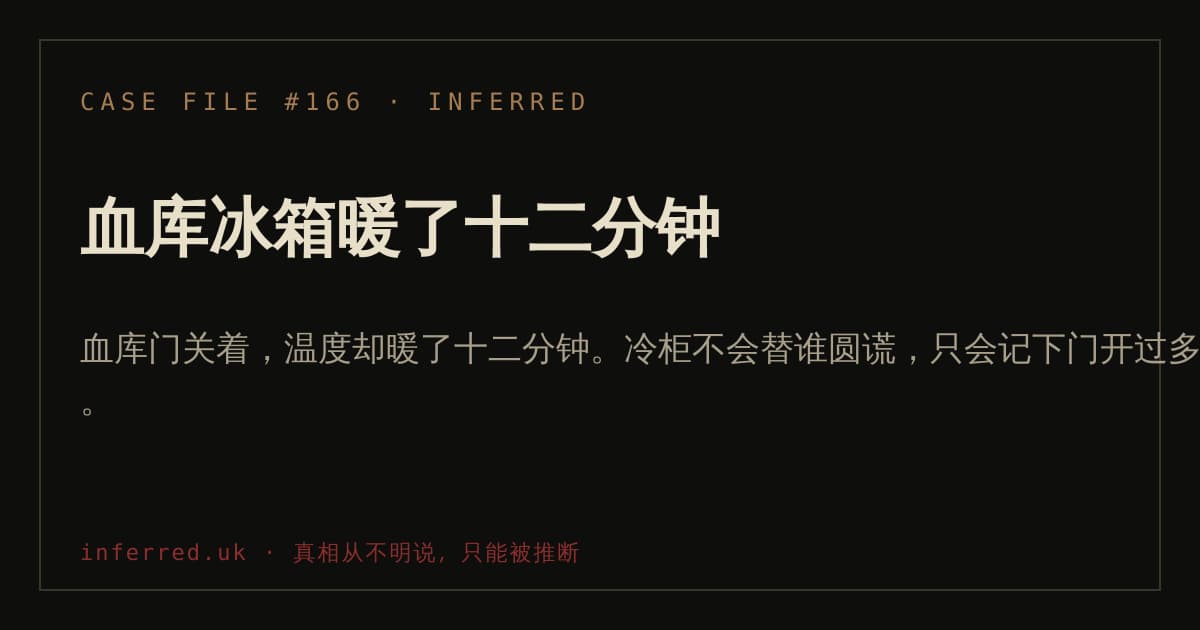 CASE FILE #166 · INFERRED
血库冰箱暖了十二分钟
血库门关着，温度却暖了十二分钟。冷柜不会替谁圆谎，只会记下门开过多
。
inferred.uk · 真相从不明说，只能被推断